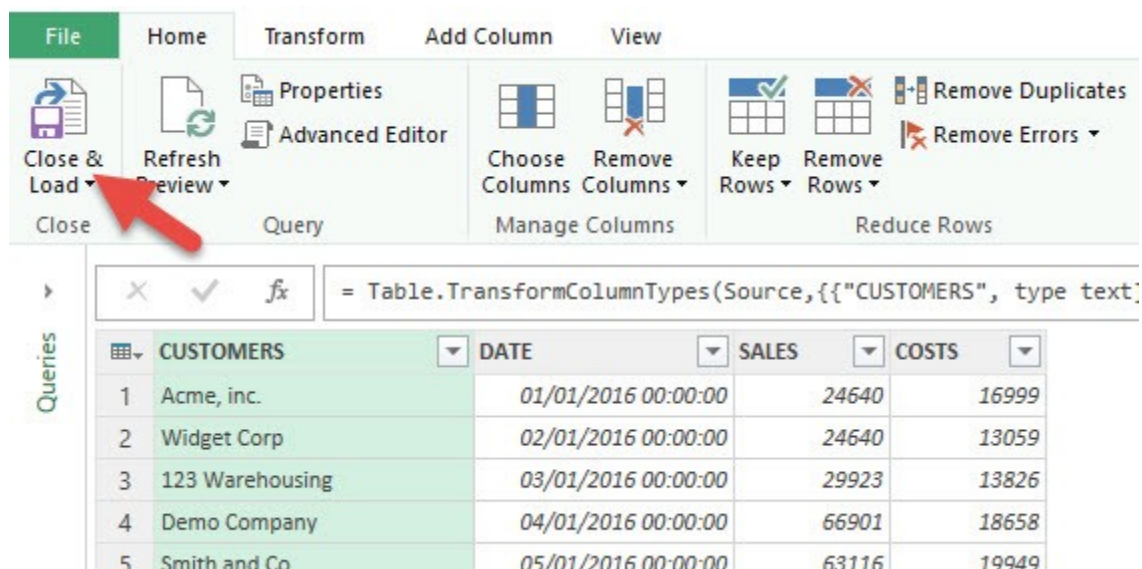 File Home Transform Add Column View
Properties
Advanced Editor
Remove Duplicates
Remove Errors
Close &
Load
Refresh
Preview
Choose
Columns
Remove
Columns
Keep
Rows
Remove
Rows
Close Query Manage Columns Reduce Rows
fx = Table.TransformColumnTypes(Source,{{"CUSTOMERS", type text}
Queries
CUSTOMERS DATE SALES COSTS
1 Acme, inc. 01/01/2016 00:00:00 24640 16999
2 Widget Corp 02/01/2016 00:00:00 24640 13059
3 123 Warehousing 03/01/2016 00:00:00 29923 13826
4 Demo Company 04/01/2016 00:00:00 66901 18658
5 Smith and Co 05/01/2016 00:00:00 63116 19949